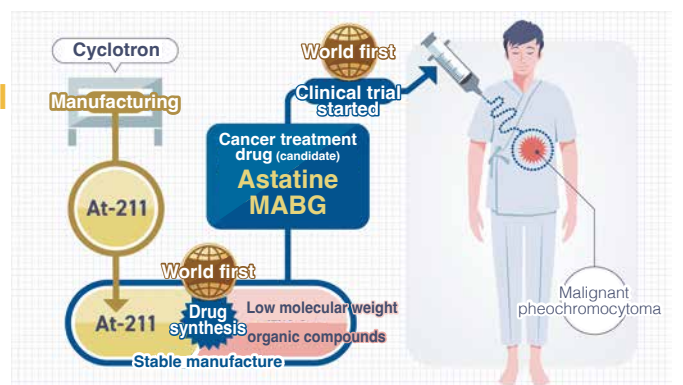 Cyclotron
Manufacturing
At-211
At-211
World first
Drug
synthesis
Low molecular weight
organic compounds
Stable manufacture
Cancer treatment
drug (candidate)
Astatine
MABG
World first
Clinical trial
started
Malignant
pheochromocytoma